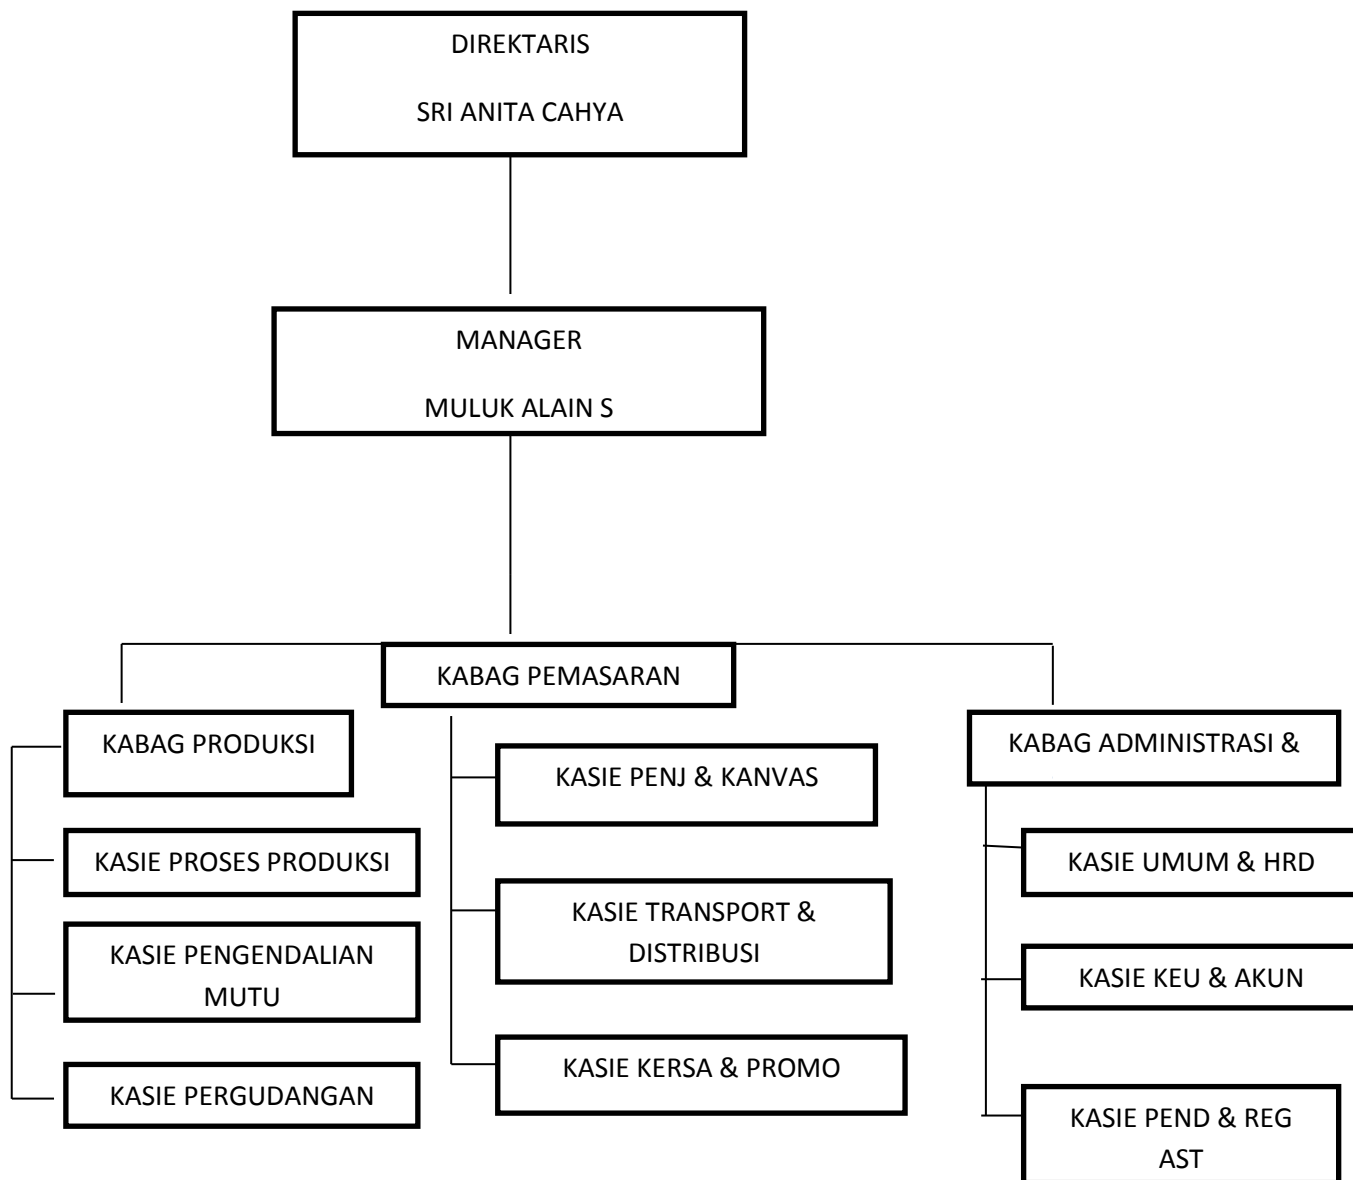 DIREKTARIS
SRI ANITA CAHYA
MANAGER
MULUK ALAIN S
KABAG PEMASARAN
KABAG PRODUKSI
KABAG ADMINISTRASI &
KASIE PENJ & KANVAS
KASIE PROSES PRODUKSI
KASIE UMUM & HRD
KASIE TRANSPORT &
DISTRIBUSI
KASIE PENGENDALIAN
MUTU
KASIE KEU & AKUN
KASIE KERSA & PROMO
KASIE PERGUDANGAN
KASIE PEND & REG
AST